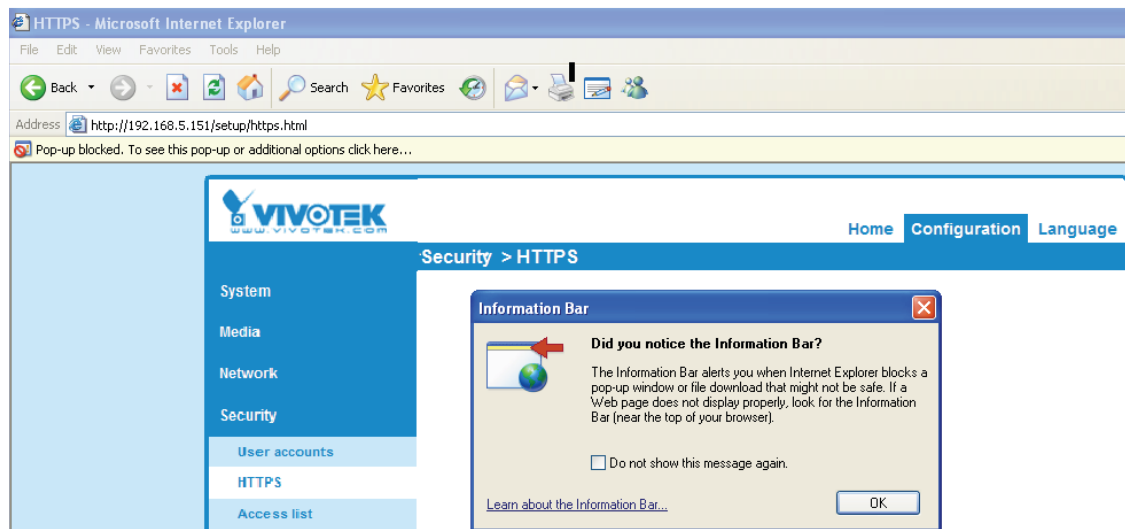 HTTPS - Microsoft Internet Explorer
File Edit View Favorites Tools Help
Back Search Favorites
Address http://192.168.5.151/setup/https.html
Pop-up blocked. To see this pop-up or additional options click here...
VIVOTEK
www.vivotek.com
Home Configuration Language
Security > HTTPS
System
Media
Network
Security
User accounts
HTTPS
Access list
Information Bar
Did you notice the Information Bar?
The Information Bar alerts you when Internet Explorer blocks a
pop-up window or file download that might not be safe. If a
Web page does not display properly, look for the Information
Bar (near the top of your browser).
Do not show this message again.
Learn about the Information Bar...
OK